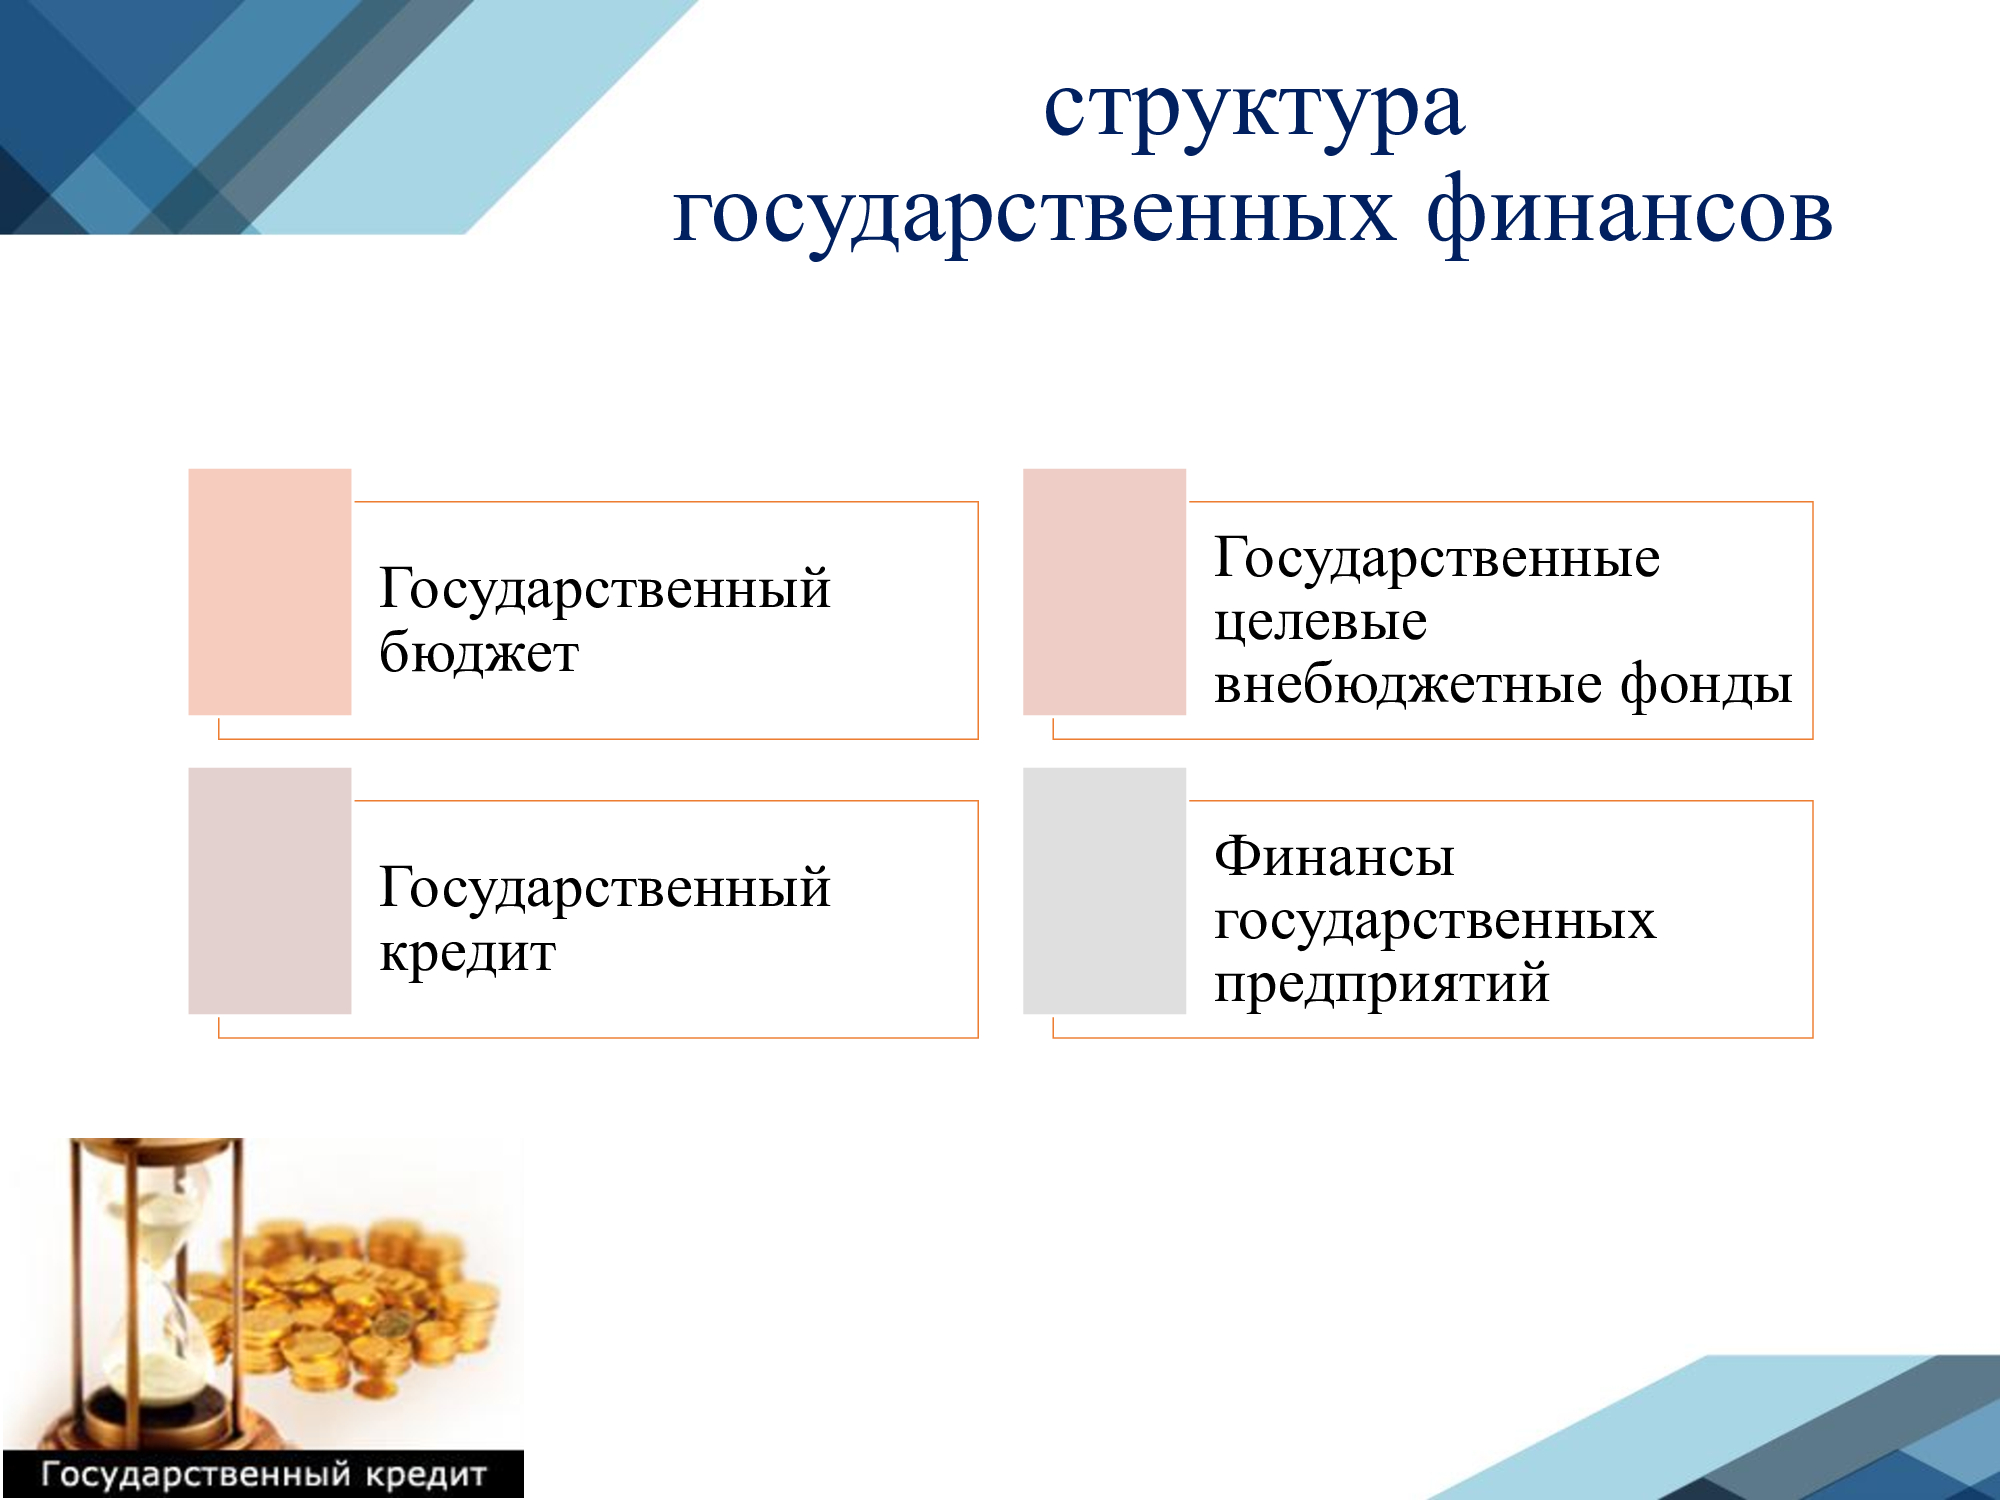 структура
государственных финансов
Государственный
бюджет
Государственные
целевые
внебюджетные фонды
Государственный
кредит
Финансы
государственных
предприятий
Государственный кредит